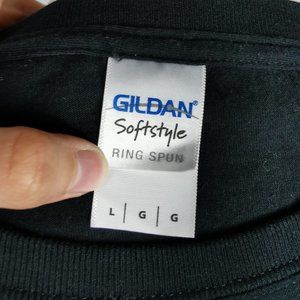 GILDAN®
Softstyle
RING SPUN
L | G | G